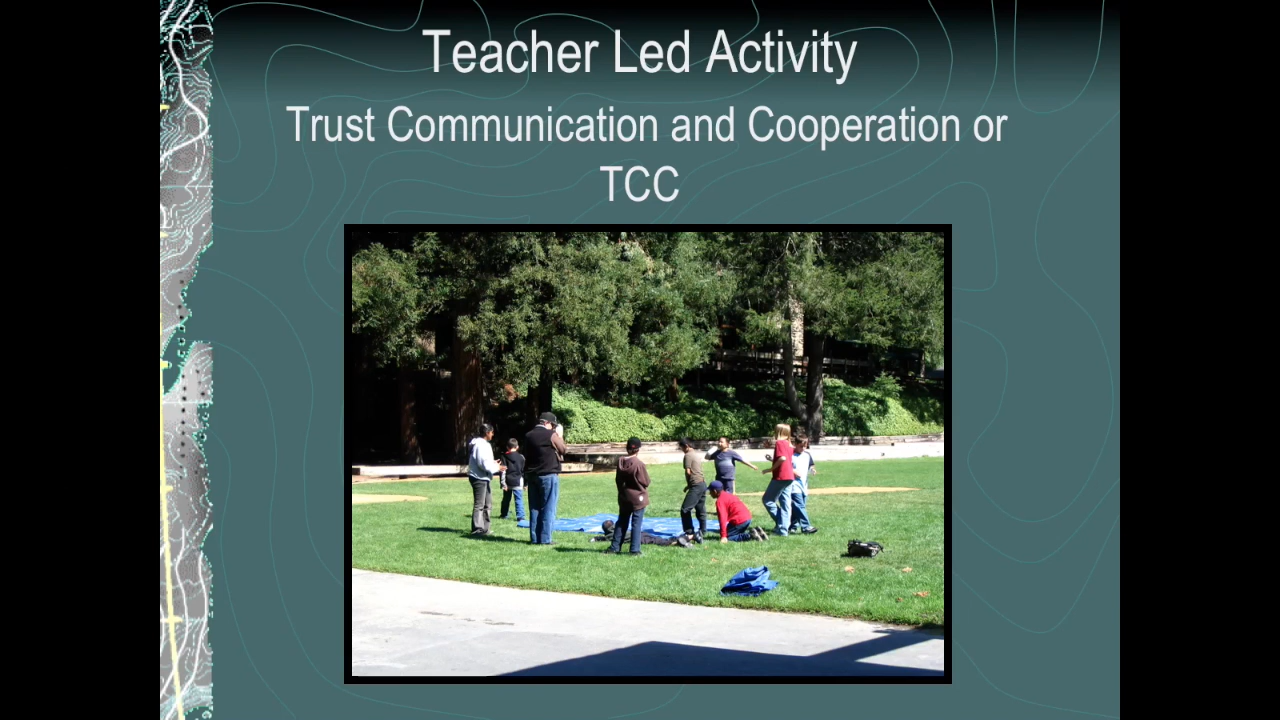 Teacher Led Activity
Trust Communication and Cooperation or
TCC